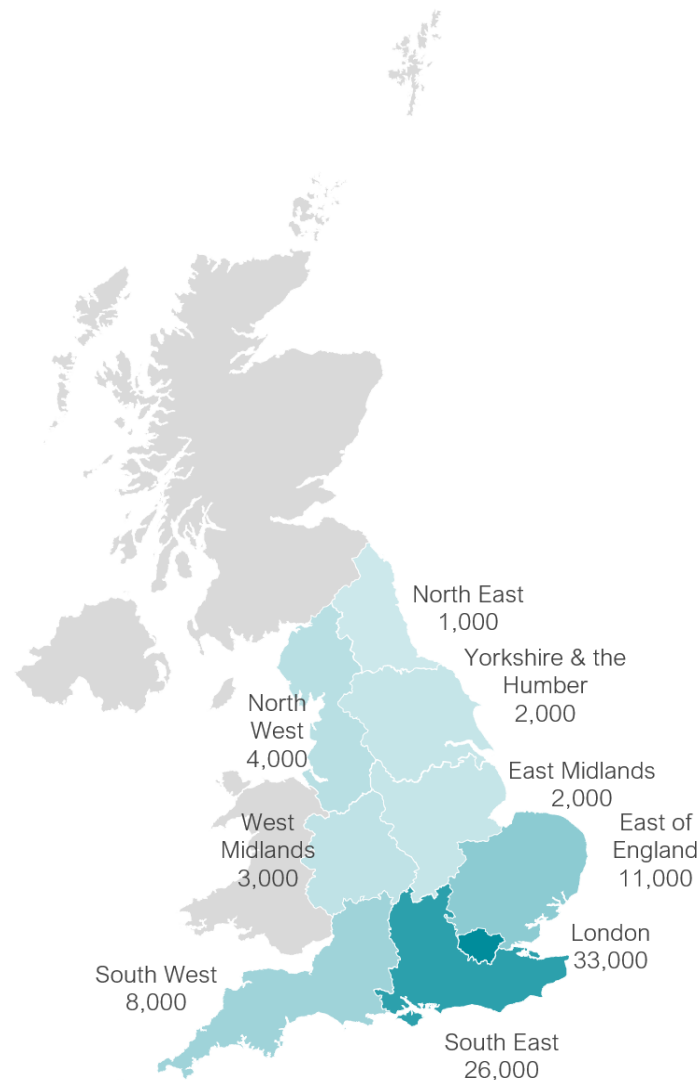 North East
1,000
Yorkshire & the
Humber
2,000
North
West
4,000
East Midlands
2,000
West
Midlands
3,000
East of
England
11,000
London
33,000
South West
8,000
South East
26,000